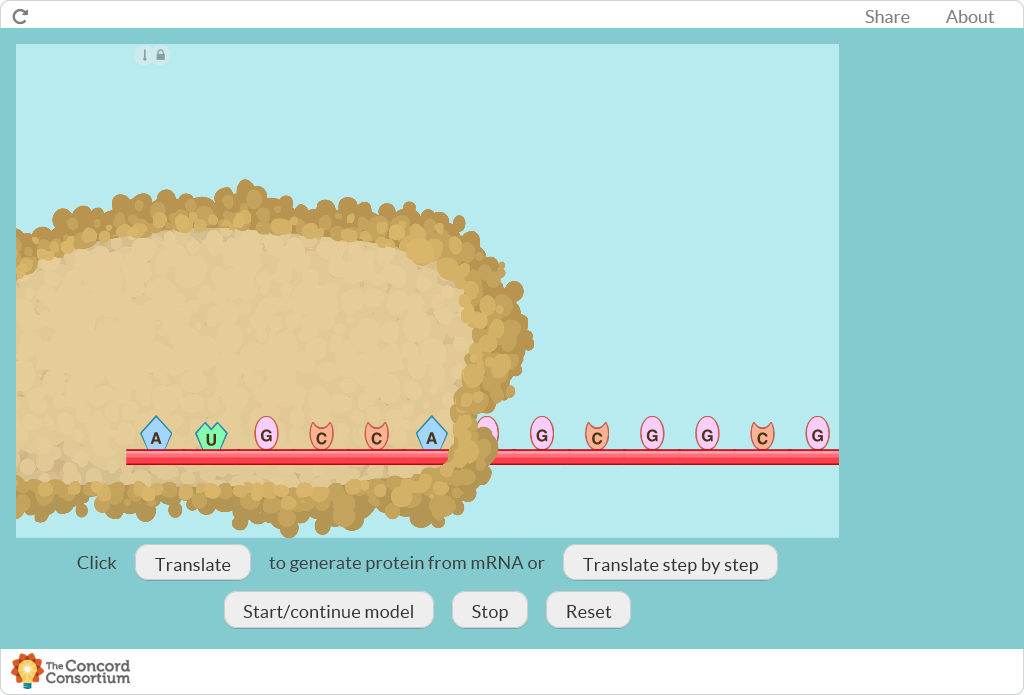 Share About
A U G C C A G C G G C G
Click Translate to generate protein from mRNA or Translate step by step
Start/continue model Stop Reset
The Concord
Consortium